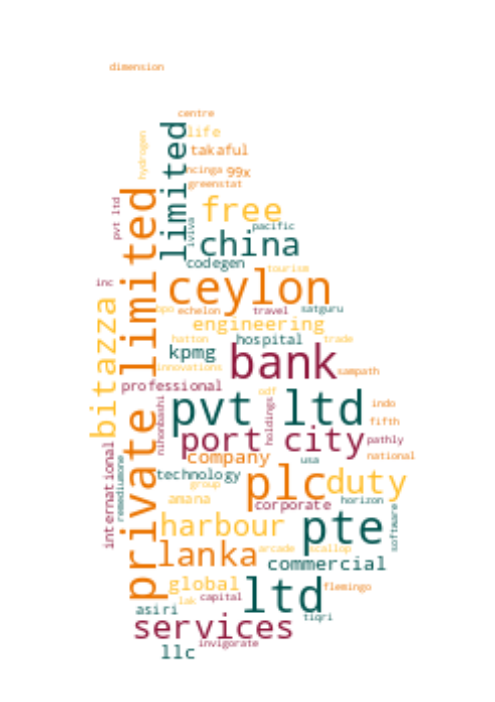 dimension
centre
limited
life
hydrogen
takaful
ncinga
99x
greenstat
private limited
pvt ltd
free
pacific
iviva
china
codegen
tourism
ceylon
inc
bpo
echelon
travel
satguru
bitazza
engineering
hatton
hospital
trade
kpmg
bank
innovations
sampath
professional
odf
pvt ltd
indo
holdings
nihonbashi
fifth
port city
pathly
international
company
usa
national
remediumone
technology
plc
duty
group
amana
corporate
horizon
software
harbour
pte
lanka
arcade
scallop
commercial
global
ltd
flemingo
lak
capital
asiri
tiqri
services
invigorate
llc